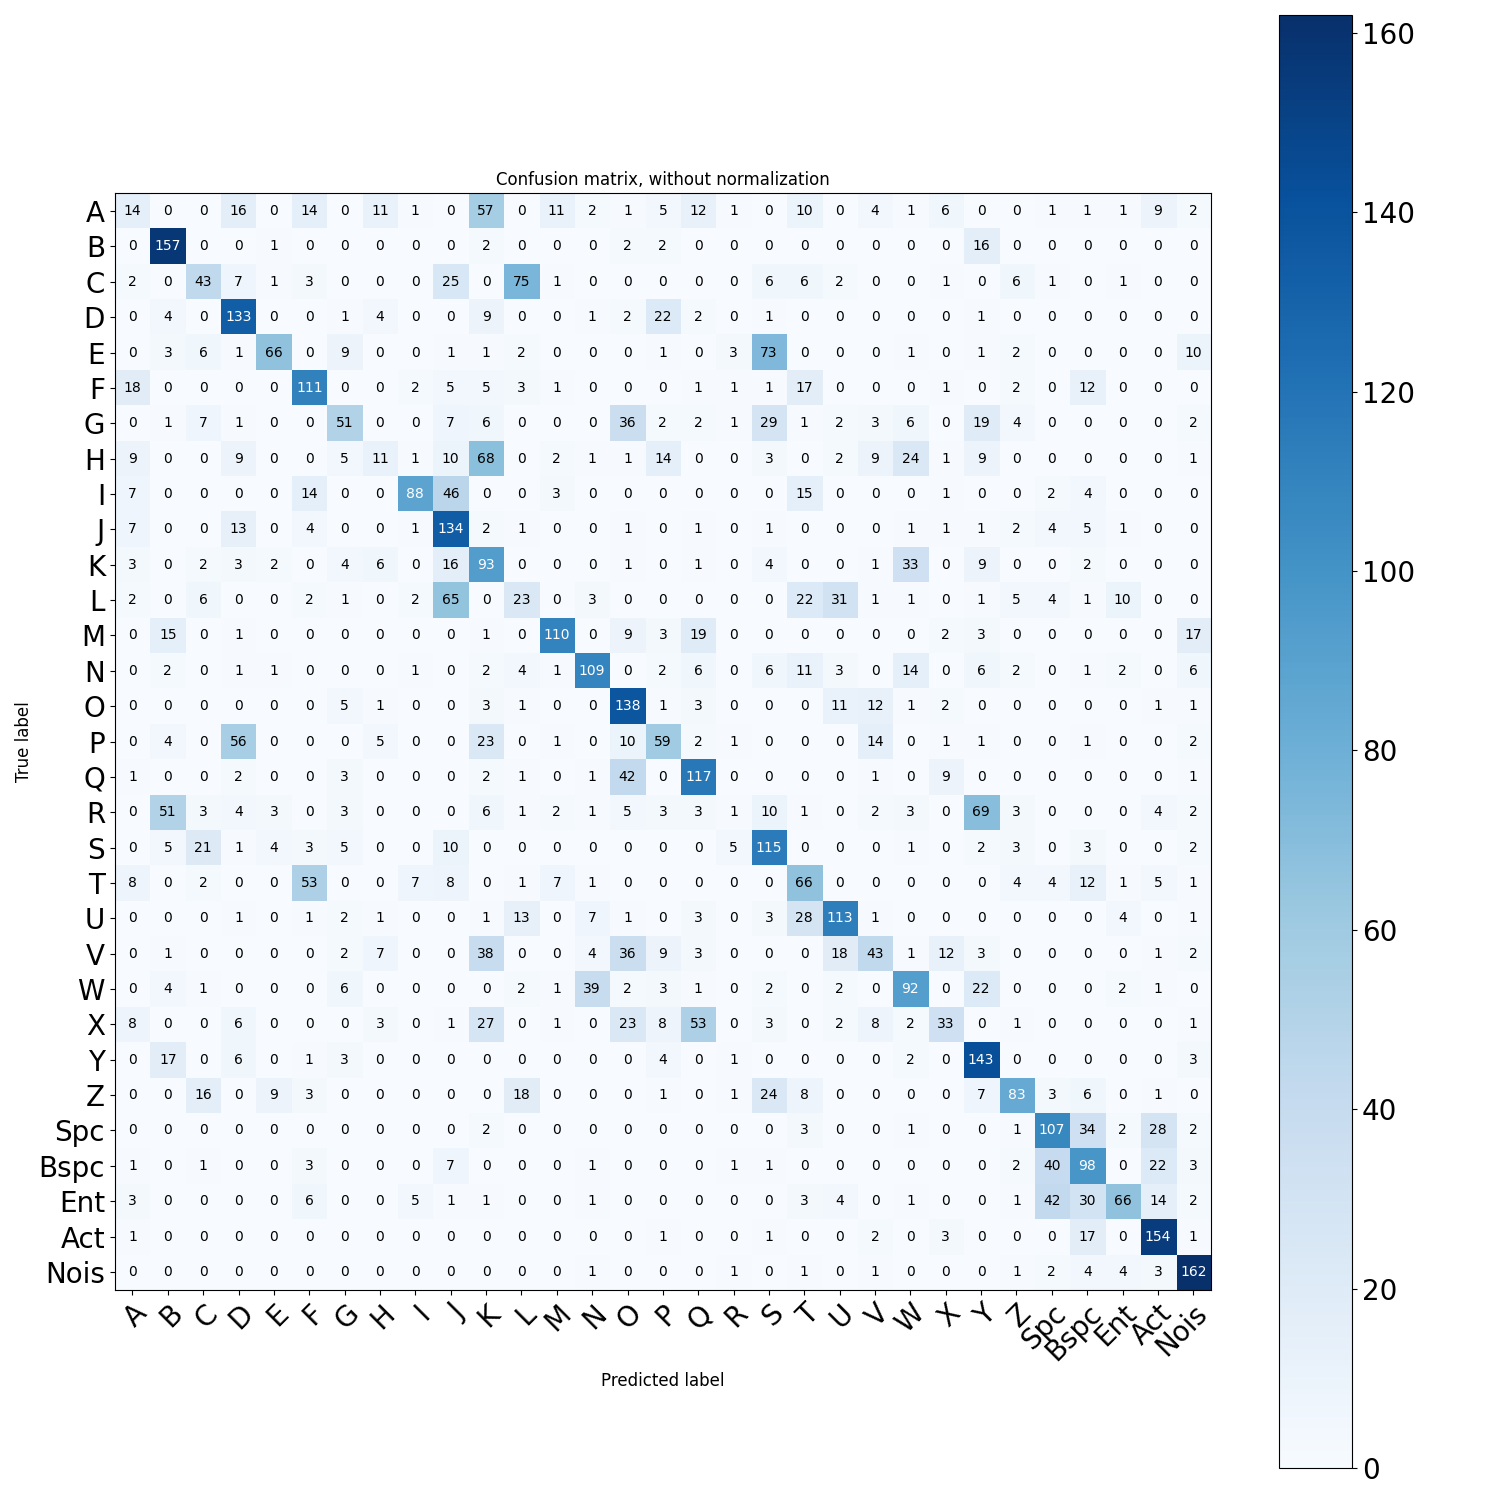 Confusion matrix, without normalization
A 14 0 0 16 0 14 0 11 1 0 57 0 11 2 1 5 12 1 0 10 0 4 1 6 0 0 1 1 1 9 2
B 0 157 0 0 1 0 0 0 0 0 2 0 0 0 2 2 0 0 0 0 0 0 0 0 16 0 0 0 0 0 0
C 2 0 43 7 1 3 0 0 0 25 0 75 1 0 0 0 0 0 6 6 2 0 0 1 0 6 1 0 1 0 0
D 0 4 0 133 0 0 1 4 0 0 9 0 0 1 2 22 2 0 1 0 0 0 0 0 1 0 0 0 0 0 0
E 0 3 6 1 66 0 9 0 0 1 1 2 0 0 0 1 0 3 73 0 0 0 1 0 1 2 0 0 0 0 10
F 18 0 0 0 0 111 0 0 2 5 5 3 1 0 0 0 1 1 1 17 0 0 0 1 0 2 0 12 0 0 0
G 0 1 7 1 0 0 51 0 0 7 6 0 0 0 36 2 2 1 29 1 2 3 6 0 19 4 0 0 0 0 2
H 9 0 0 9 0 0 5 11 1 10 68 0 2 1 1 14 0 0 3 0 2 9 24 1 9 0 0 0 0 0 1
I 7 0 0 0 0 14 0 0 88 46 0 0 3 0 0 0 0 0 0 15 0 0 0 1 0 0 2 4 0 0 0
J 7 0 0 13 0 4 0 0 1 134 2 1 0 0 1 0 1 0 1 0 0 0 1 1 1 2 4 5 1 0 0
K 3 0 2 3 2 0 4 6 0 16 93 0 0 0 1 0 1 0 4 0 0 1 33 0 9 0 0 2 0 0 0
L 2 0 6 0 0 2 1 0 2 65 0 23 0 3 0 0 0 0 0 22 31 1 1 0 1 5 4 1 10 0 0
M 0 15 0 1 0 0 0 0 0 0 1 0 110 0 9 3 19 0 0 0 0 0 0 2 3 0 0 0 0 0 17
N 0 2 0 1 1 0 0 0 1 0 2 4 1 109 0 2 6 0 6 11 3 0 14 0 6 2 0 1 2 0 6
O 0 0 0 0 0 0 5 1 0 0 3 1 0 0 138 1 3 0 0 0 11 12 1 2 0 0 0 0 0 1 1
P 0 4 0 56 0 0 0 5 0 0 23 0 1 0 10 59 2 1 0 0 0 14 0 1 1 0 0 1 0 0 2
Q 1 0 0 2 0 0 3 0 0 0 2 1 0 1 42 0 117 0 0 0 0 1 0 9 0 0 0 0 0 0 1
R 0 51 3 4 3 0 3 0 0 0 6 1 2 1 5 3 3 1 10 1 0 2 3 0 69 3 0 0 0 4 2
S 0 5 21 1 4 3 5 0 0 10 0 0 0 0 0 0 0 5 115 0 0 0 1 0 2 3 0 3 0 0 2
T 8 0 2 0 0 53 0 0 7 8 0 1 7 1 0 0 0 0 0 66 0 0 0 0 0 4 4 12 1 5 1
U 0 0 0 1 0 1 2 1 0 0 1 13 0 7 1 0 3 0 3 28 113 1 0 0 0 0 0 0 4 0 1
V 0 1 0 0 0 0 2 7 0 0 38 0 0 4 36 9 3 0 0 0 18 43 1 12 3 0 0 0 0 1 2
W 0 4 1 0 0 0 6 0 0 0 0 2 1 39 2 3 1 0 2 0 2 0 92 0 22 0 0 0 2 1 0
X 8 0 0 6 0 0 0 3 0 1 27 0 1 0 23 8 53 0 3 0 2 8 2 33 0 1 0 0 0 0 1
Y 0 17 0 6 0 1 3 0 0 0 0 0 0 0 0 4 0 1 0 0 0 0 2 0 143 0 0 0 0 0 3
Z 0 0 16 0 9 3 0 0 0 0 0 18 0 0 0 1 0 1 24 8 0 0 0 0 7 83 3 6 0 1 0
Spc 0 0 0 0 0 0 0 0 0 0 2 0 0 0 0 0 0 0 0 3 0 0 1 0 0 1 107 34 2 28 2
Bspc 1 0 1 0 0 3 0 0 0 7 0 0 0 1 0 0 0 1 1 0 0 0 0 0 0 2 40 98 0 22 3
Ent 3 0 0 0 0 6 0 0 5 1 1 0 0 1 0 0 0 0 0 3 4 0 1 0 0 1 42 30 66 14 2
Act 1 0 0 0 0 0 0 0 0 0 0 0 0 0 0 1 0 0 1 0 0 2 0 3 0 0 0 17 0 154 1
Nois 0 0 0 0 0 0 0 0 0 0 0 0 0 1 0 0 0 1 0 1 0 1 0 0 0 1 2 4 4 3 162
A B C D E F G H I J K L M N O P Q R S T U V W X Y Z Spc Bspc Ent Act Nois
Predicted label
True label
160
140
120
100
80
60
40
20
0